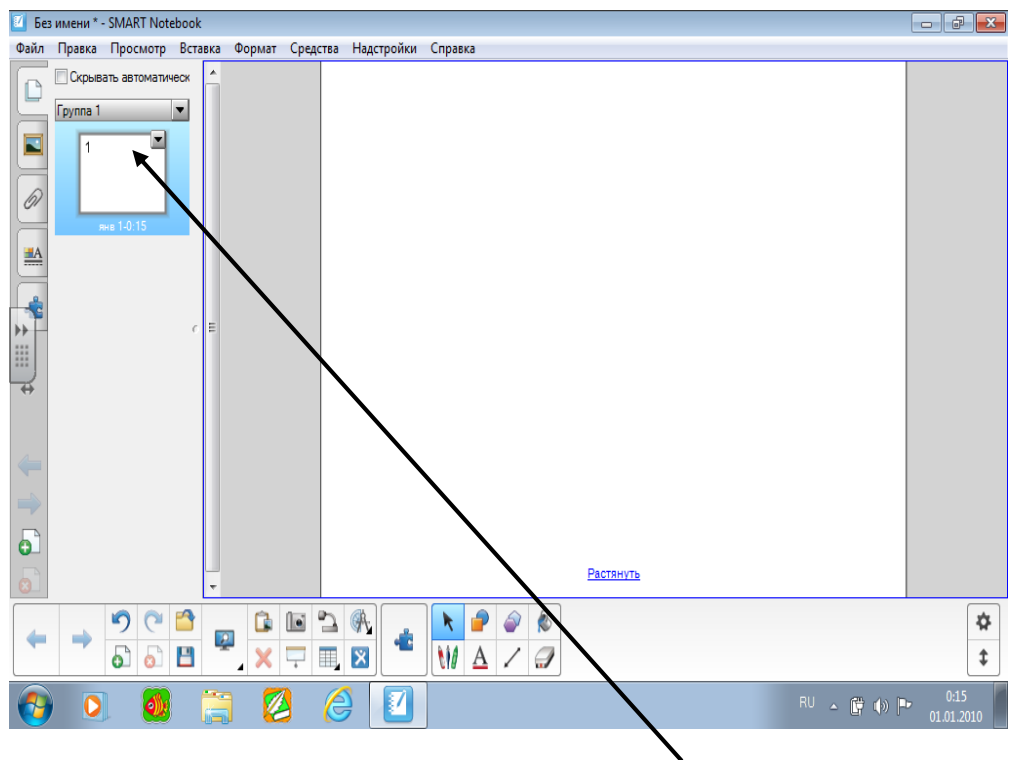 Без имени * - SMART Notebook
Файл Правка Просмотр Вставка Формат Средства Надстройки Справка
Скрывать автоматическ
Группа 1
1
янв 1-0:15
Растянуть
RU
0:15
01.01.2010